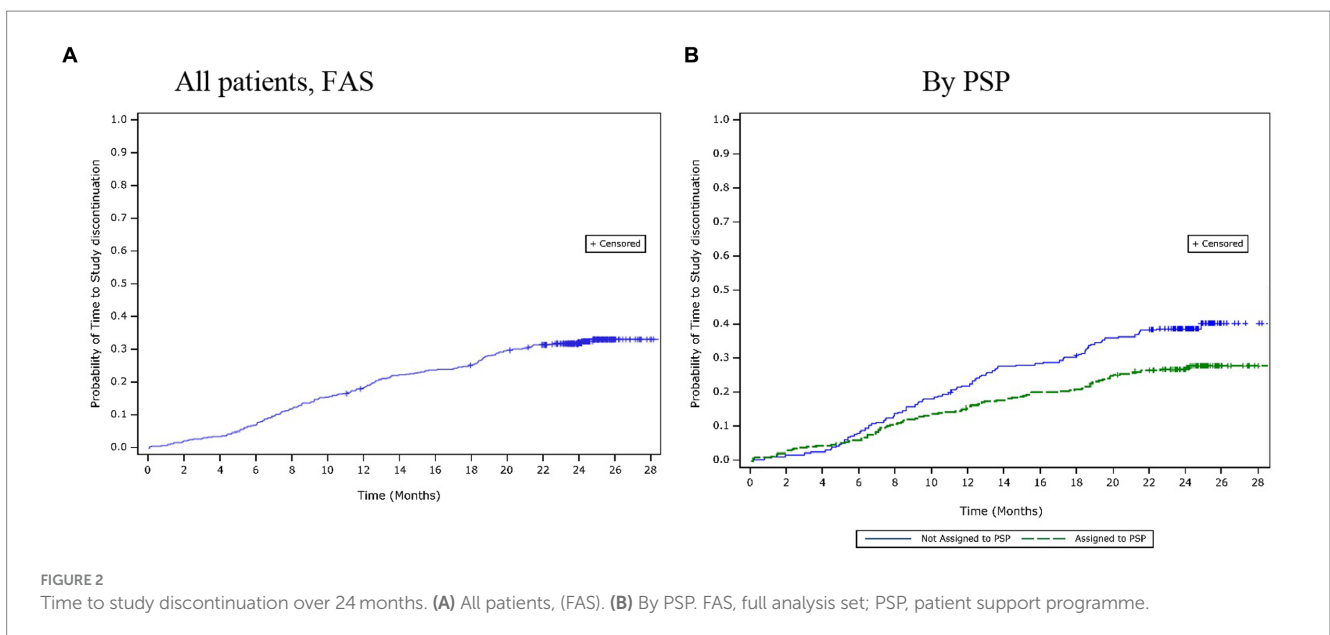 A
All patients, FAS
Probability of Time to Study discontinuation
1.0
0.9
0.8
0.7
0.6
0.5
0.4
0.3
0.2
0.1
0.0
+ Censored
0 2 4 6 8 10 12 14 16 18 20 22 24 26 28
Time (Months)
B
By PSP
Probability of Time to Study discontinuation
1.0
0.9
0.8
0.7
0.6
0.5
0.4
0.3
0.2
0.1
0.0
+ Censored
0 2 4 6 8 10 12 14 16 18 20 22 24 26 28
Time (Months)
Not Assigned to PSP Assigned to PSP
FIGURE 2
Time to study discontinuation over 24 months. (A) All patients, (FAS). (B) By PSP. FAS, full analysis set; PSP, patient support programme.